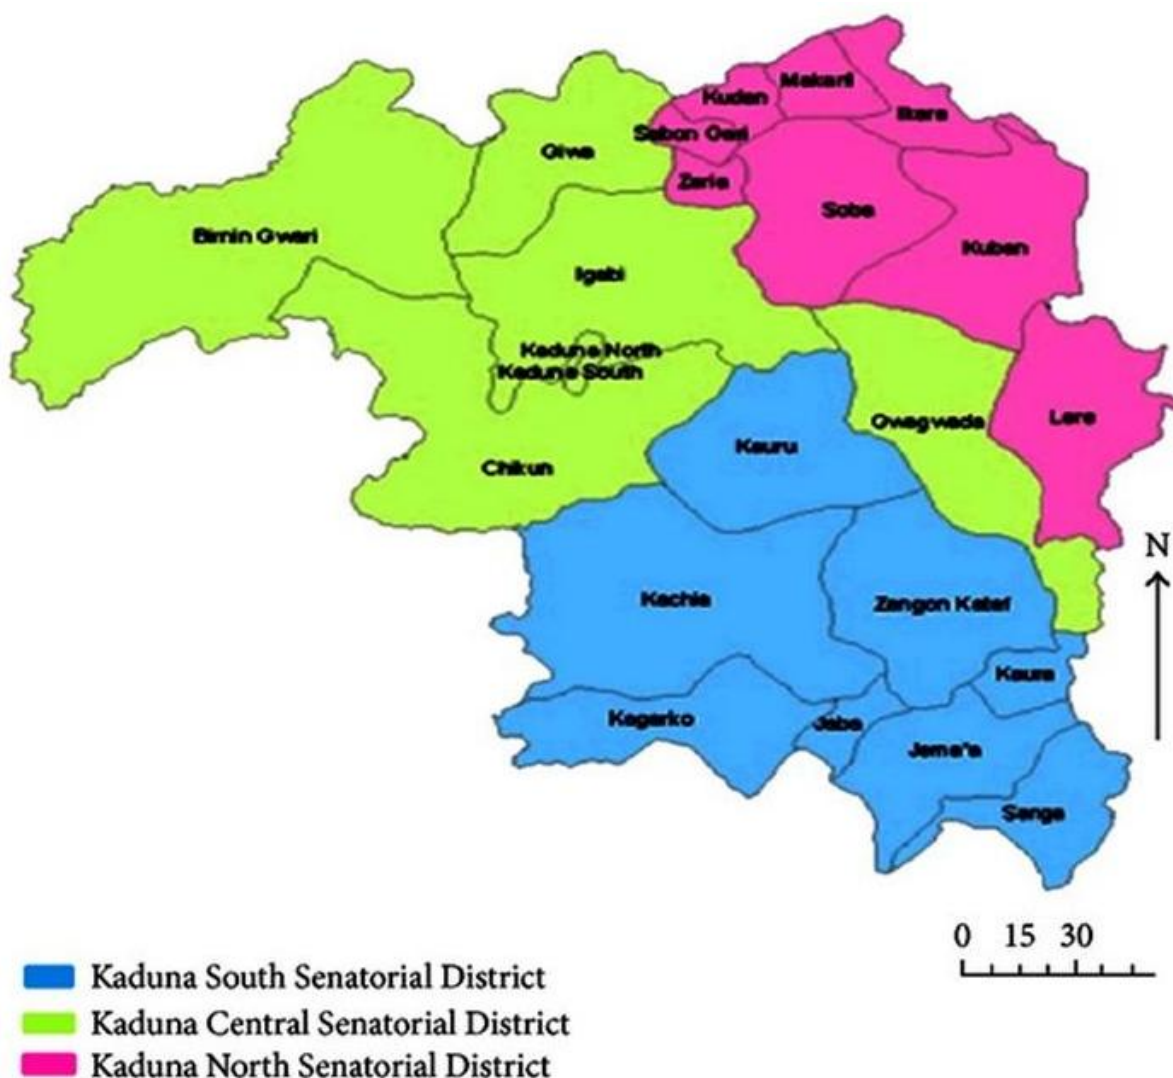 Makarfi
Kudan
Ikara
Sabon Gari
Giwa
Zaria
Soba
Birnin Gwari
Kuban
Igabi
Kaduna North
Kaduna South
Lere
Qwagwada
Kauru
Chikun
N
Kachia
Zangon Kataf
Kaura
Kagarko
Jaba
Jema'a
Sanga
0 15 30
Kaduna South Senatorial District
Kaduna Central Senatorial District
Kaduna North Senatorial District